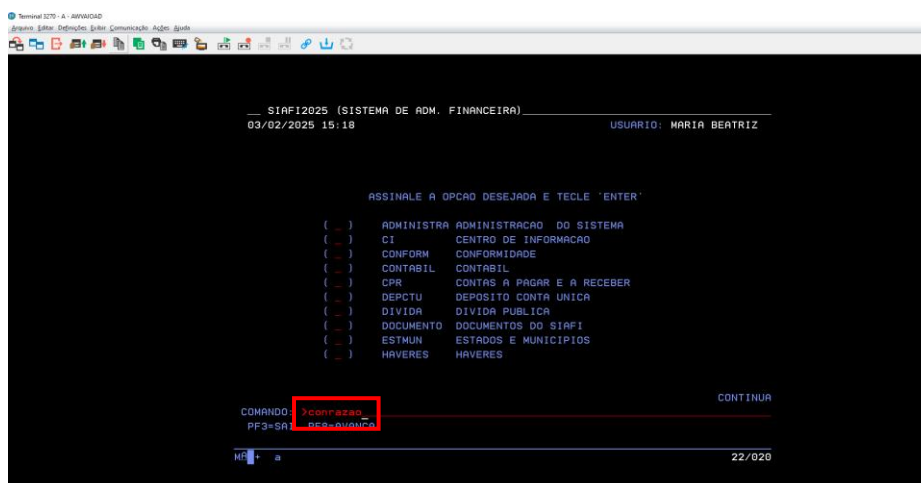 Terminal 3270 - A - AWVAIOAD
Arquivo Editar Definições Exibir Comunicação Ações Ajuda
__ SIAFI2025 (SISTEMA DE ADM. FINANCEIRA)
03/02/2025 15:18 USUARIO: MARIA BEATRIZ
ASSINALE A OPCAO DESEJADA E TECLE 'ENTER'
( _ ) ADMINISTRA ADMINISTRACAO DO SISTEMA
( _ ) CI CENTRO DE INFORMACAO
( _ ) CONFORM CONFORMIDADE
( _ ) CONTABIL CONTABIL
( _ ) CPR CONTAS A PAGAR E A RECEBER
( _ ) DEPCTU DEPOSITO CONTA UNICA
( _ ) DIVIDA DIVIDA PUBLICA
( _ ) DOCUMENTO DOCUMENTOS DO SIAFI
( _ ) ESTMUN ESTADOS E MUNICIPIOS
( _ ) HAVERES HAVERES
CONTINUA
COMANDO: >conrazao_
PF3=SAI PF8=AVANCA
MA + a 22/020